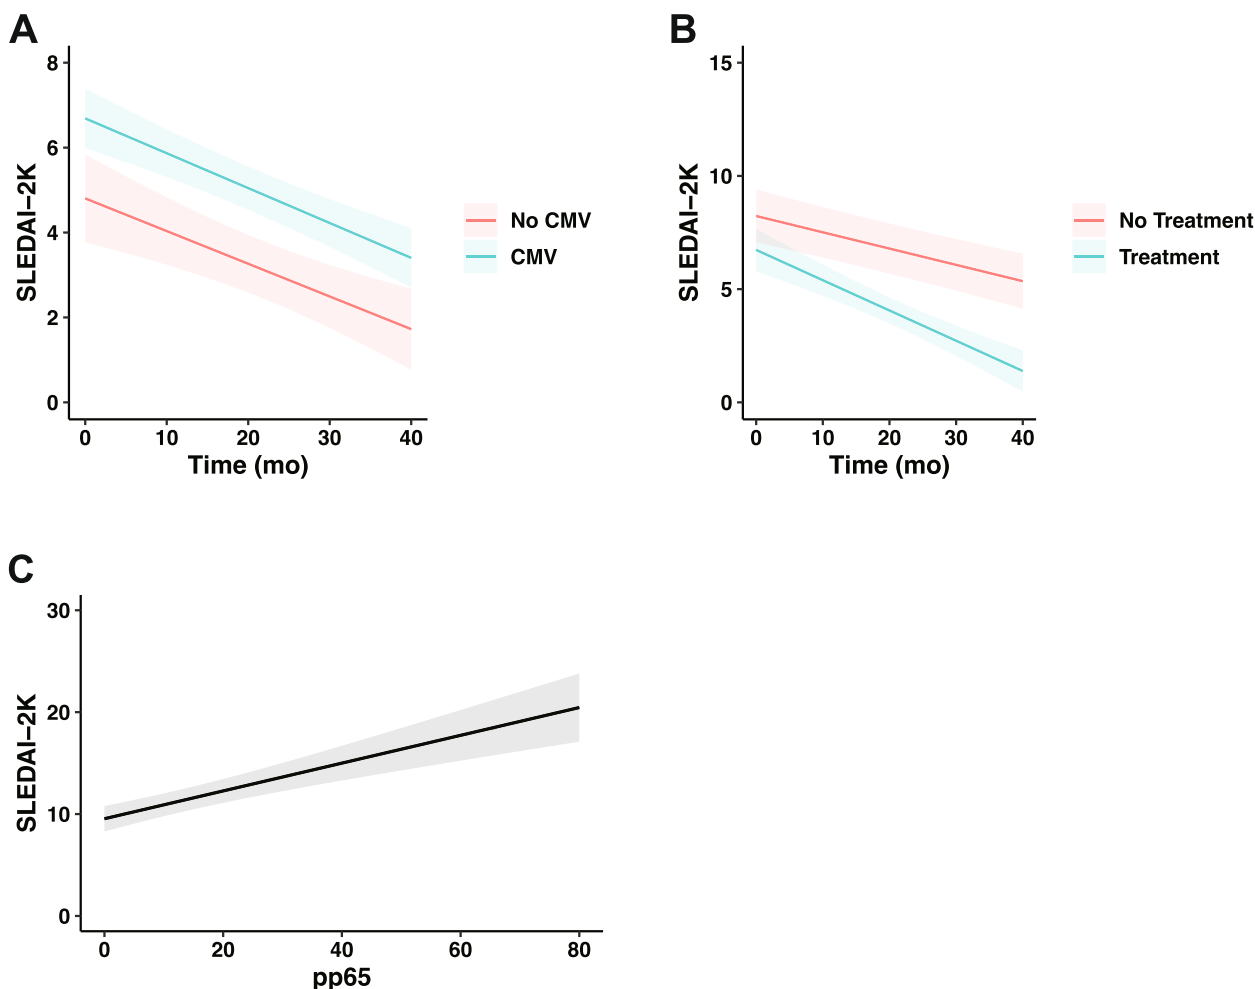 A
SLEDAI−2K
8
6
4
2
0
0 10 20 30 40
Time (mo)
No CMV
CMV
B
SLEDAI−2K
15
10
5
0
0 10 20 30 40
Time (mo)
No Treatment
Treatment
C
SLEDAI−2K
30
20
10
0
0 20 40 60 80
pp65